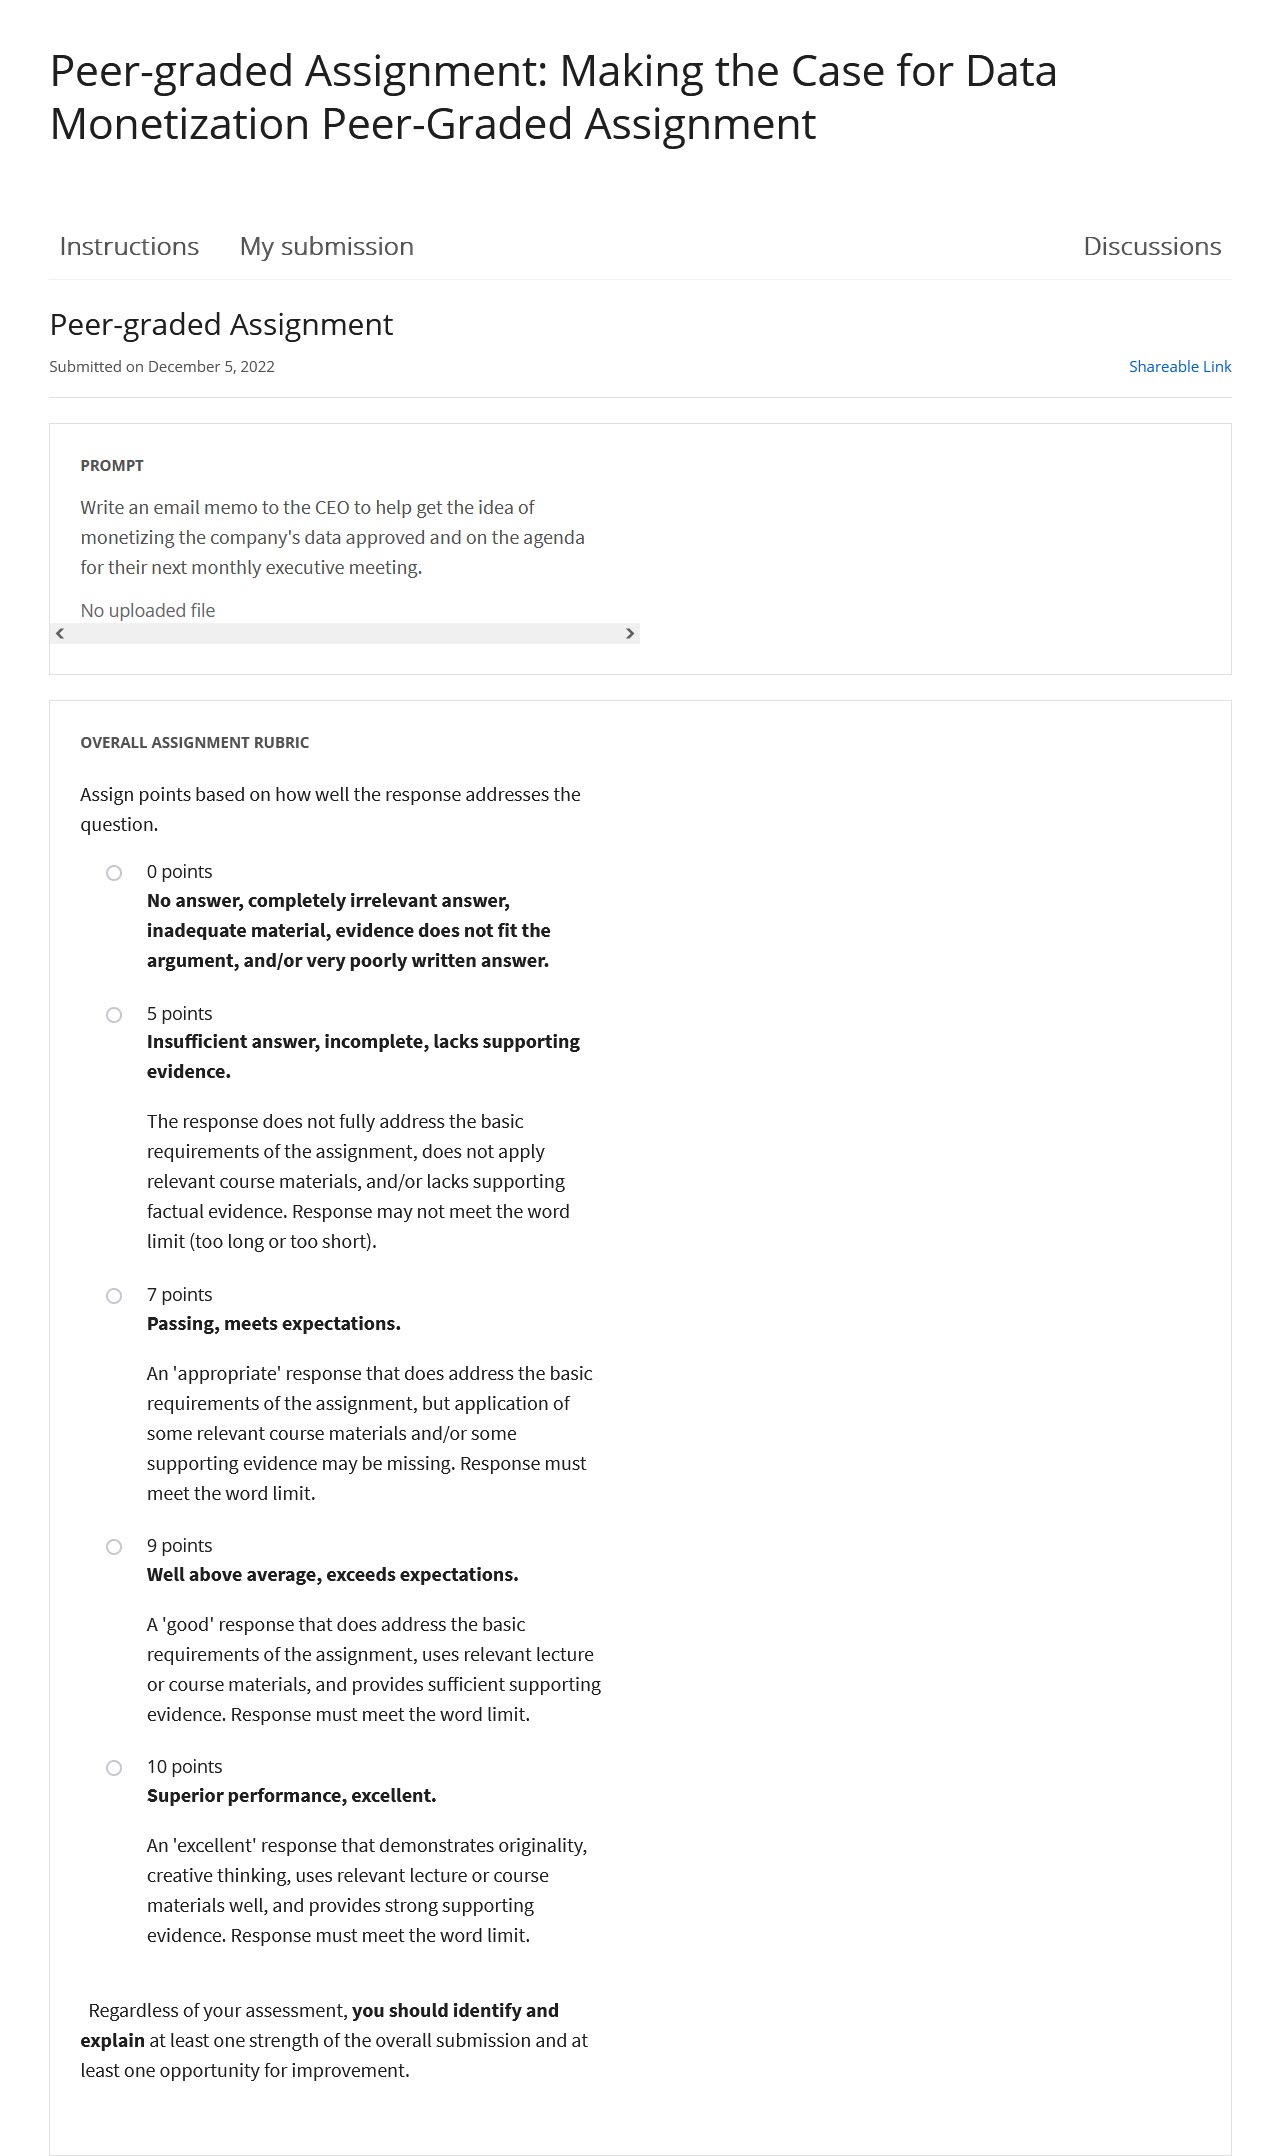 Peer-graded Assignment: Making the Case for Data
Monetization Peer-Graded Assignment
Instructions My submission Discussions
Peer-graded Assignment
Submitted on December 5, 2022 Shareable Link
PROMPT
Write an email memo to the CEO to help get the idea of
monetizing the company's data approved and on the agenda
for their next monthly executive meeting.
No uploaded file
OVERALL ASSIGNMENT RUBRIC
Assign points based on how well the response addresses the
question.
0 points
No answer, completely irrelevant answer,
inadequate material, evidence does not fit the
argument, and/or very poorly written answer.
5 points
Insufficient answer, incomplete, lacks supporting
evidence.
The response does not fully address the basic
requirements of the assignment, does not apply
relevant course materials, and/or lacks supporting
factual evidence. Response may not meet the word
limit (too long or too short).
7 points
Passing, meets expectations.
An 'appropriate' response that does address the basic
requirements of the assignment, but application of
some relevant course materials and/or some
supporting evidence may be missing. Response must
meet the word limit.
9 points
Well above average, exceeds expectations.
A 'good' response that does address the basic
requirements of the assignment, uses relevant lecture
or course materials, and provides sufficient supporting
evidence. Response must meet the word limit.
10 points
Superior performance, excellent.
An 'excellent' response that demonstrates originality,
creative thinking, uses relevant lecture or course
materials well, and provides strong supporting
evidence. Response must meet the word limit.
Regardless of your assessment, you should identify and
explain at least one strength of the overall submission and at
least one opportunity for improvement.